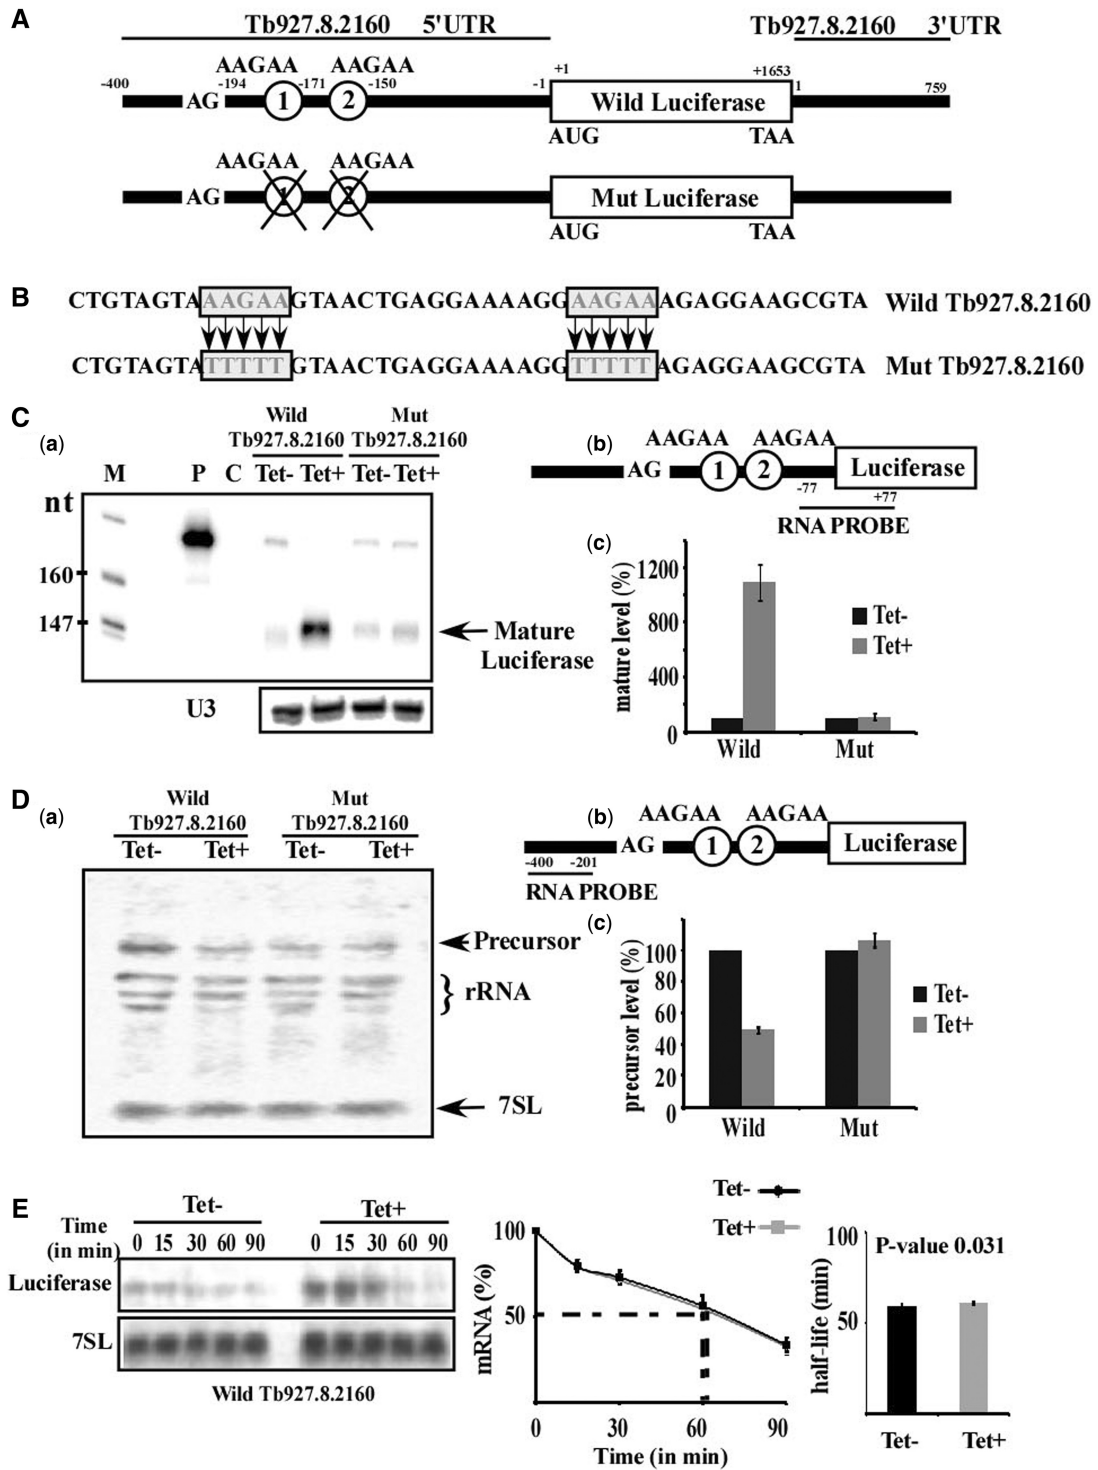 A
Tb927.8.2160 5'UTR
Tb927.8.2160 3'UTR
AAGAA AAGAA
-400 -194 -171 -150 -1 +1 +1653 1 759
AG 1 2 Wild Luciferase
AUG TAA
AAGAA AAGAA
AG 1 2 Mut Luciferase
AUG TAA
B
CTGTAGTAAAGAAGTAACTGAGGAAAAGGAAGAAAGAGGAAGCGTA Wild Tb927.8.2160
CTGTAGTATTTTTGTAACTGAGGAAAAGGTTTTTAGAGGAAGCGTA Mut Tb927.8.2160
C
(a)
Wild Mut
Tb927.8.2160 Tb927.8.2160
M P C Tet- Tet+ Tet- Tet+
nt
160
147
Mature
Luciferase
U3
(b)
AAGAA AAGAA
AG 1 2 Luciferase
-77 +77
RNA PROBE
(c)
mature level (%)
1200
800
400
0
Tet-
Tet+
Wild Mut
D
(a)
Wild Mut
Tb927.8.2160 Tb927.8.2160
Tet- Tet+ Tet- Tet+
Precursor
rRNA
7SL
(b)
AAGAA AAGAA
AG 1 2 Luciferase
-400 -201
RNA PROBE
(c)
precursor level (%)
100
80
60
40
20
0
Tet-
Tet+
Wild Mut
E
Tet- Tet+
Time
(in min)
0 15 30 60 90 0 15 30 60 90
Luciferase
7SL
Wild Tb927.8.2160
Tet-
Tet+
mRNA (%)
100
50
0 30 60 90
Time (in min)
half-life (min)
100
50
P-value 0.031
Tet- Tet+